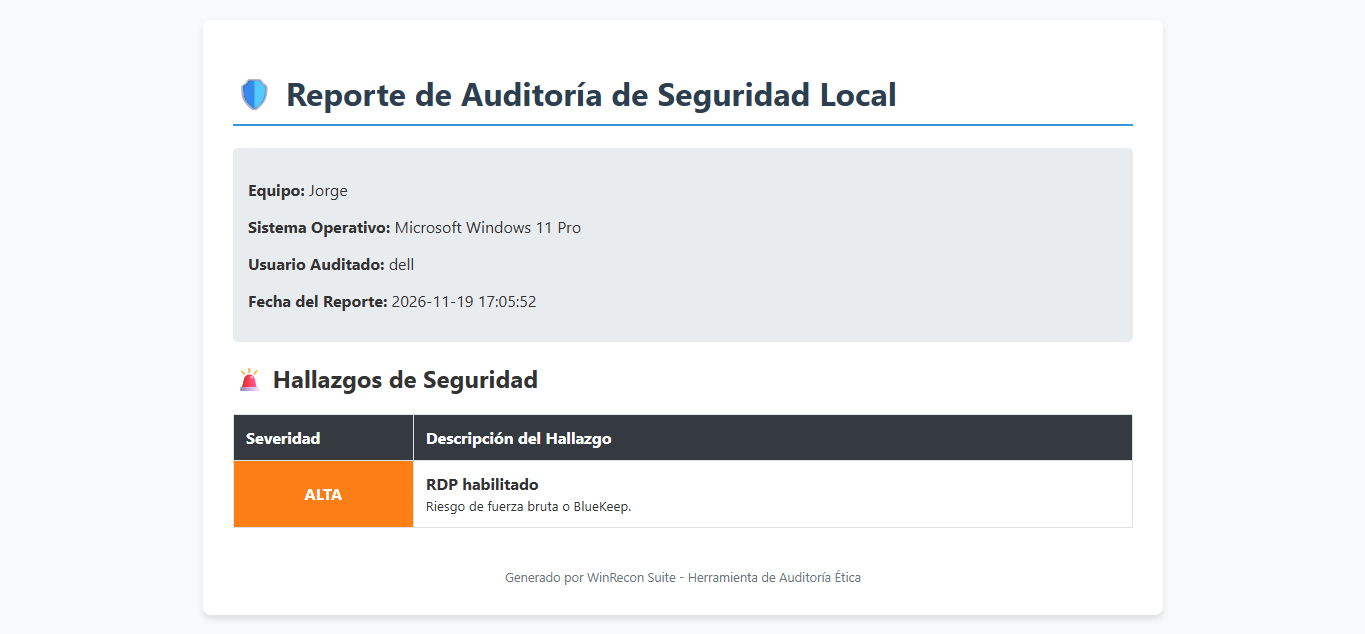 Reporte de Auditoría de Seguridad Local
Equipo: Jorge
Sistema Operativo: Microsoft Windows 11 Pro
Usuario Auditado: dell
Fecha del Reporte: 2026-11-19 17:05:52
Hallazgos de Seguridad
Severidad Descripción del Hallazgo
ALTA
RDP habilitado
Riesgo de fuerza bruta o BlueKeep.
Generado por WinRecon Suite - Herramienta de Auditoría Ética